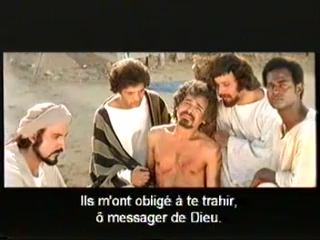 Ils m'ont obligé à te trahir,
ô messager de Dieu.